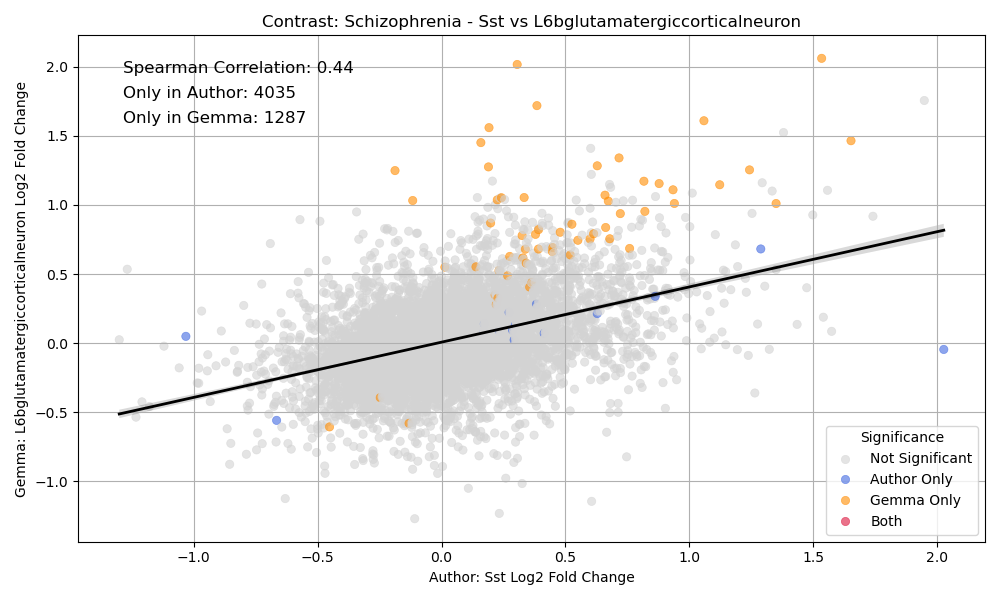 Contrast: Schizophrenia - Sst vs L6bglutamatergiccorticalneuron
Spearman Correlation: 0.44
Only in Author: 4035
Only in Gemma: 1287
Gemma: L6bglutamatergiccorticalneuron Log2 Fold Change
2.0
1.5
1.0
0.5
0.0
−0.5
−1.0
−1.0
−0.5
0.0
0.5
1.0
1.5
2.0
Author: Sst Log2 Fold Change
Significance
Not Significant
Author Only
Gemma Only
Both